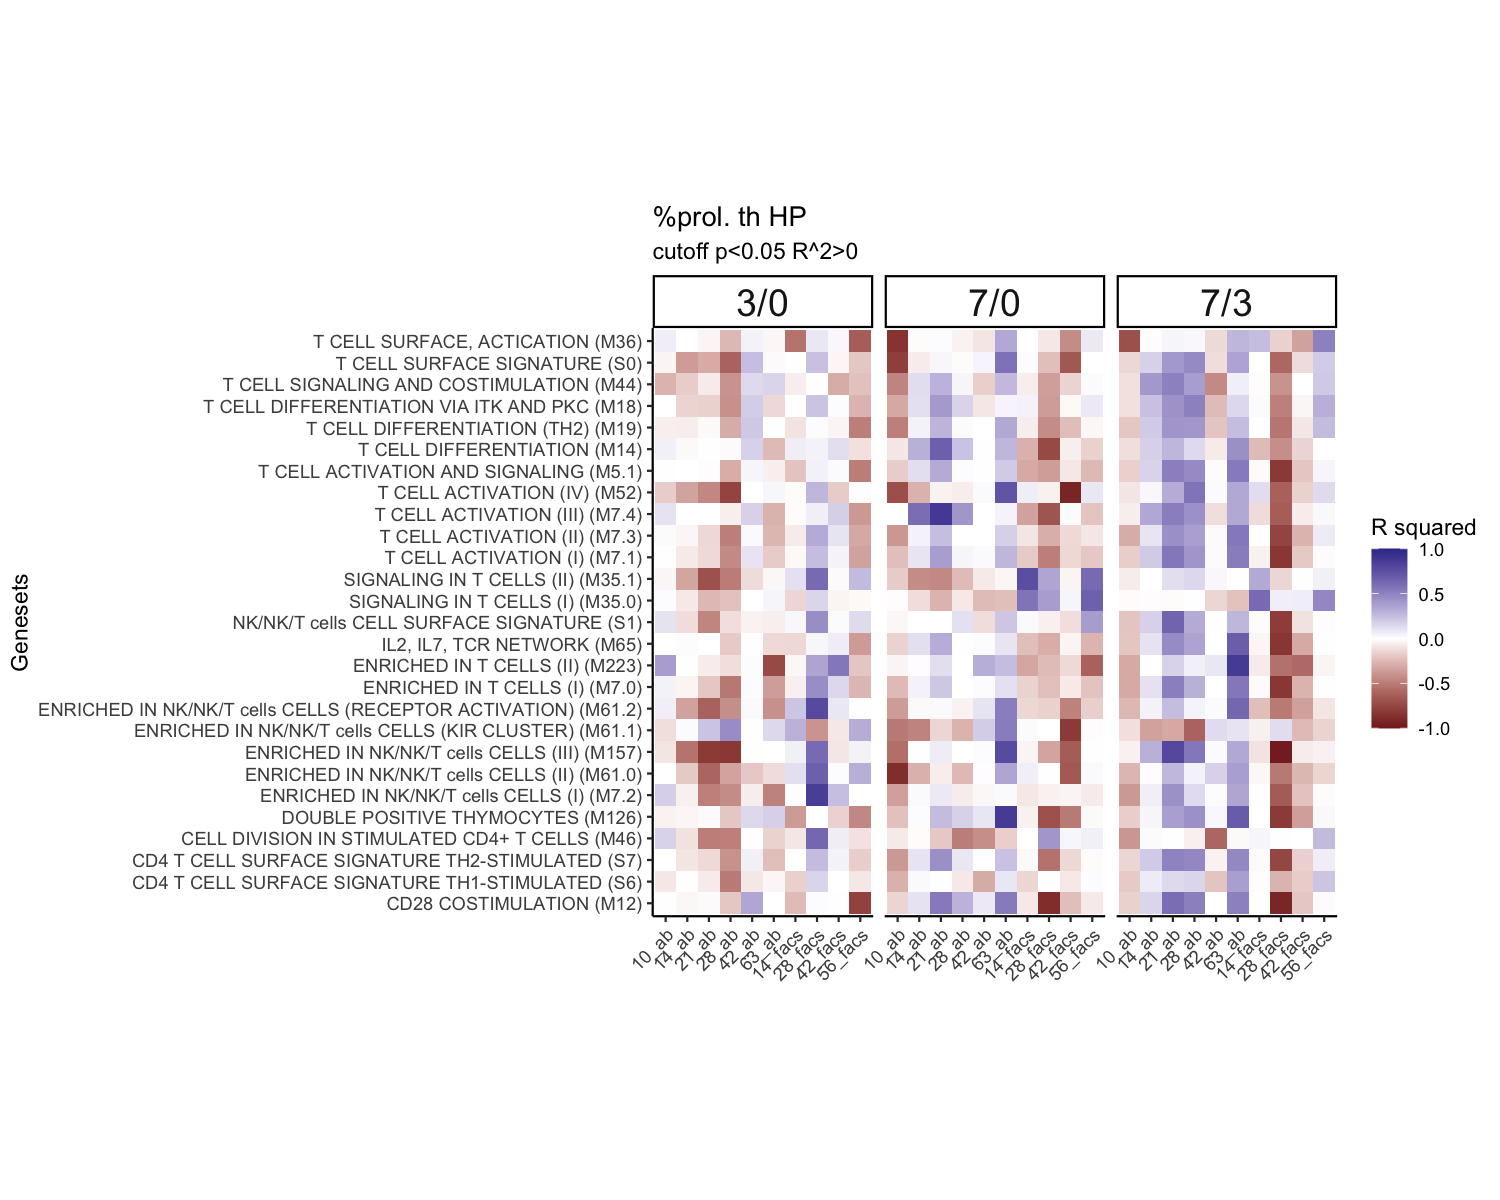 %prol. th HP
cutoff p<0.05 R^2>0
3/0
7/0
7/3
Genesets
T CELL SURFACE, ACTICATION (M36)
T CELL SURFACE SIGNATURE (S0)
T CELL SIGNALING AND COSTIMULATION (M44)
T CELL DIFFERENTIATION VIA ITK AND PKC (M18)
T CELL DIFFERENTIATION (TH2) (M19)
T CELL DIFFERENTIATION (M14)
T CELL ACTIVATION AND SIGNALING (M5.1)
T CELL ACTIVATION (IV) (M52)
T CELL ACTIVATION (III) (M7.4)
T CELL ACTIVATION (II) (M7.3)
T CELL ACTIVATION (I) (M7.1)
SIGNALING IN T CELLS (II) (M35.1)
SIGNALING IN T CELLS (I) (M35.0)
NK/NK/T cells CELL SURFACE SIGNATURE (S1)
IL2, IL7, TCR NETWORK (M65)
ENRICHED IN T CELLS (II) (M223)
ENRICHED IN T CELLS (I) (M7.0)
ENRICHED IN NK/NK/T cells CELLS (RECEPTOR ACTIVATION) (M61.2)
ENRICHED IN NK/NK/T cells CELLS (KIR CLUSTER) (M61.1)
ENRICHED IN NK/NK/T cells CELLS (III) (M157)
ENRICHED IN NK/NK/T cells CELLS (II) (M61.0)
ENRICHED IN NK/NK/T cells CELLS (I) (M7.2)
DOUBLE POSITIVE THYMOCYTES (M126)
CELL DIVISION IN STIMULATED CD4+ T CELLS (M46)
CD4 T CELL SURFACE SIGNATURE TH2-STIMULATED (S7)
CD4 T CELL SURFACE SIGNATURE TH1-STIMULATED (S6)
CD28 COSTIMULATION (M12)
10_ab
14_ab
21_ab
28_ab
42_ab
63_ab
14_facs
28_facs
42_facs
56_facs
10_ab
14_ab
21_ab
28_ab
42_ab
63_ab
14_facs
28_facs
42_facs
56_facs
10_ab
14_ab
21_ab
28_ab
42_ab
63_ab
14_facs
28_facs
42_facs
56_facs
R squared
1.0
0.5
0.0
-0.5
-1.0